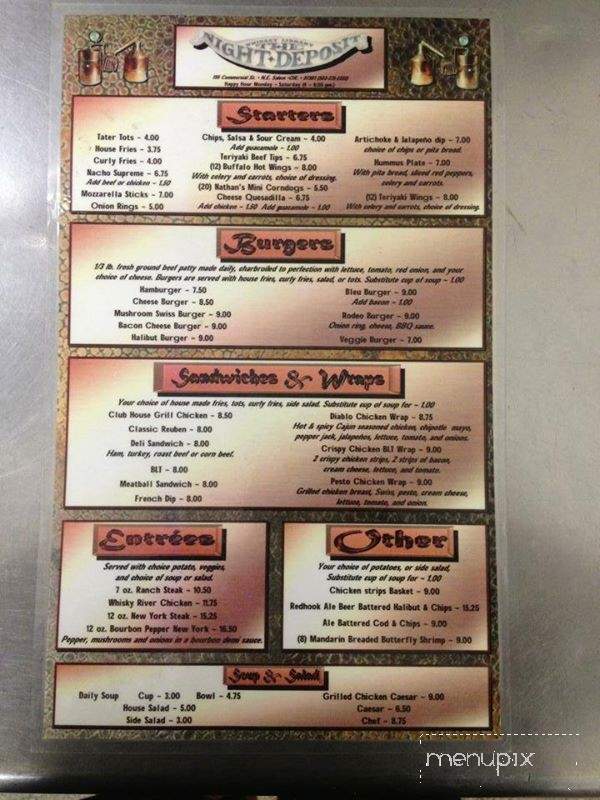 WHISKEY LIBRARY
THE
NIGHT DEPOSIT
195 Commercial St. - N.E. Salem -OR. - 97301
Happy Hour Monday - Saturday (4 - 6:30 pm)
Starters
Tater Tots - 4.00
House Fries - 3.75
Curly Fries - 4.00
Nacho Supreme - 6.75
Add beef or chicken - 1.50
Mozzarella Sticks - 7.00
Onion Rings - 5.00
Chips, Salsa & Sour Cream - 4.00
Add guacamole - 1.00
Teriyaki Beef Tips - 6.75
(12) Buffalo Hot Wings - 8.00
With celery and carrots, choice of dressing.
(20) Nathan's Mini Corndogs - 5.50
Cheese Quesadilla - 6.75
Add chicken - 1.50 Add guacamole - 1.00
Artichoke & Jalapeño dip - 7.00
choice of chips or pita bread.
Hummus Plate - 7.00
With pita bread, sliced red peppers,
celery and carrots.
(12) Teriyaki Wings - 8.00
With celery and carrots, choice of dressing.
Burgers
1/3 lb. fresh ground beef patty made daily, charbroiled to perfection with lettuce, tomato, red onion, and your
choice of cheese. Burgers are served with house fries, curly fries, salad, or tots. Substitute cup of soup - 1.00
Hamburger - 7.50
Cheese Burger - 8.50
Mushroom Swiss Burger - 9.00
Bacon Cheese Burger - 9.00
Halibut Burger - 9.00
Bleu Burger - 9.00
Add bacon - 1.00
Rodeo Burger - 9.00
Onion ring, cheese, BBQ sauce.
Veggie Burger - 7.00
Sandwiches & Wraps
Your choice of house made fries, tots, curly fries, side salad. Substitute cup of soup for - 1.00
Club House Grill Chicken - 8.50
Classic Reuben - 8.00
Deli Sandwich - 8.00
Ham, turkey, roast beef or corn beef.
BLT - 8.00
Meatball Sandwich - 8.00
French Dip - 8.00
Diablo Chicken Wrap - 8.75
Hot & spicy Cajun seasoned chicken, chipotle mayo,
pepper jack, jalapeños, lettuce, tomato, and onions.
Crispy Chicken BLT Wrap - 9.00
2 crispy chicken strips, 2 strips of bacon,
cream cheese, lettuce, and tomato.
Pesto Chicken Wrap - 9.00
Grilled chicken breast, Swiss, pesto, cream cheese,
lettuce, tomato, and onion.
Entrées
Served with choice potato, veggies,
and choice of soup or salad.
7 oz. Ranch Steak - 10.50
Whisky River Chicken - 11.75
12 oz. New York Steak - 15.25
12 oz. Bourbon Pepper New York - 16.50
Pepper, mushrooms and onions in a bourbon demi sauce.
Other
Your choice of potatoes, or side salad,
Substitute cup of soup for - 1.00
Chicken strips Basket - 9.00
Redhook Ale Beer Battered Halibut & Chips - 15.25
Ale Battered Cod & Chips - 9.00
(8) Mandarin Breaded Butterfly Shrimp - 9.00
Soup & Salad
Daily Soup Cup - 3.00 Bowl - 4.75
House Salad - 5.00
Side Salad - 3.00
Grilled Chicken Caesar - 9.00
Caesar - 6.50
Chef - 8.75
menupix